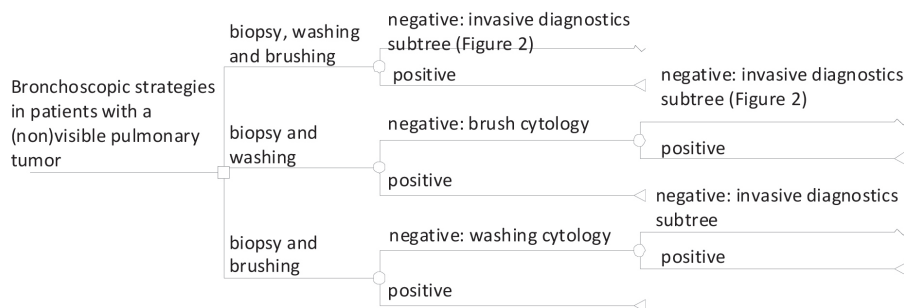 Bronchoscopic strategies
in patients with a
(non)visible pulmonary
tumor
biopsy, washing
and brushing
negative: invasive diagnostics
subtree (Figure 2)
positive
biopsy and
washing
negative: brush cytology
negative: invasive diagnostics
subtree (Figure 2)
positive
positive
biopsy and
brushing
negative: washing cytology
negative: invasive diagnostics
subtree
positive
positive